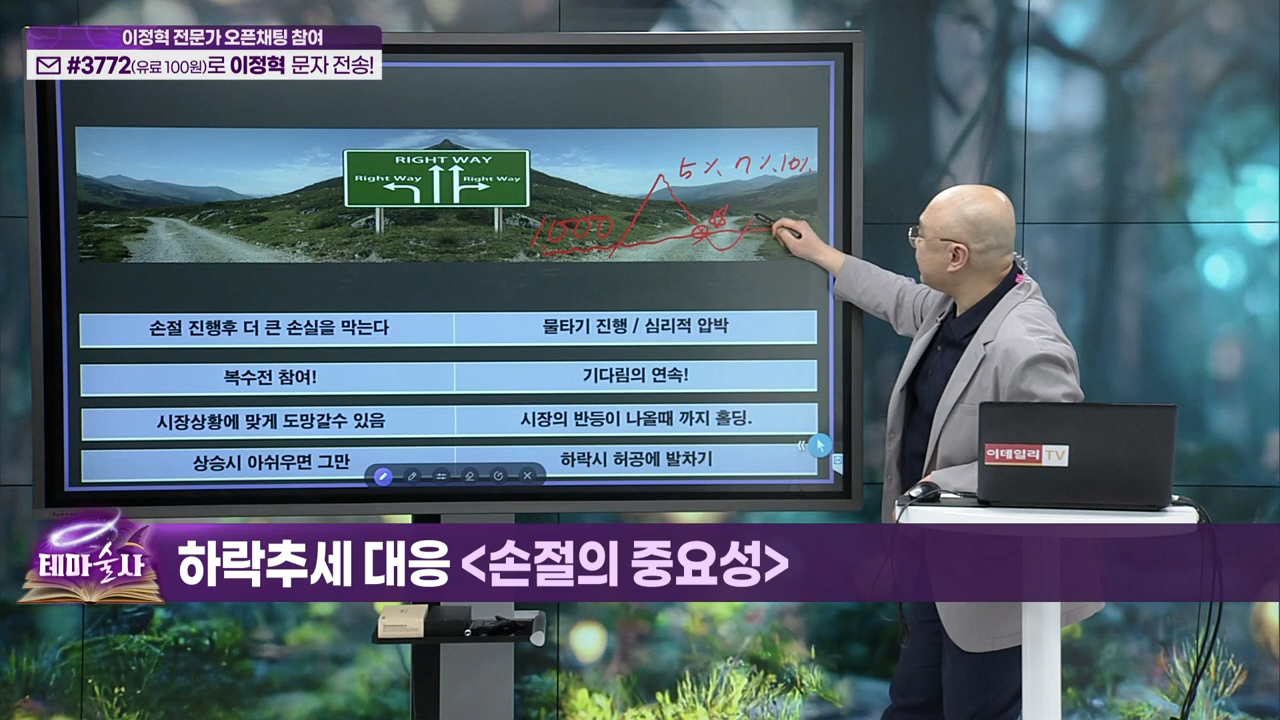 이정혁 전문가 오픈채팅 참여
#3772(유료 100원)로 이정혁 문자 전송!
RIGHT WAY
Right Way Right Way
5% 7% 10%
1000
손절 진행후 더 큰 손실을 막는다 물타기 진행 / 심리적 압박
복수전 참여! 기다림의 연속!
시장상황에 맞게 도망갈수 있음 시장의 반등이 나올때 까지 홀딩.
상승시 아쉬우면 그만 하락시 허공에 발차기
이데일리TV
테마술사
하락추세 대응 <손절의 중요성>